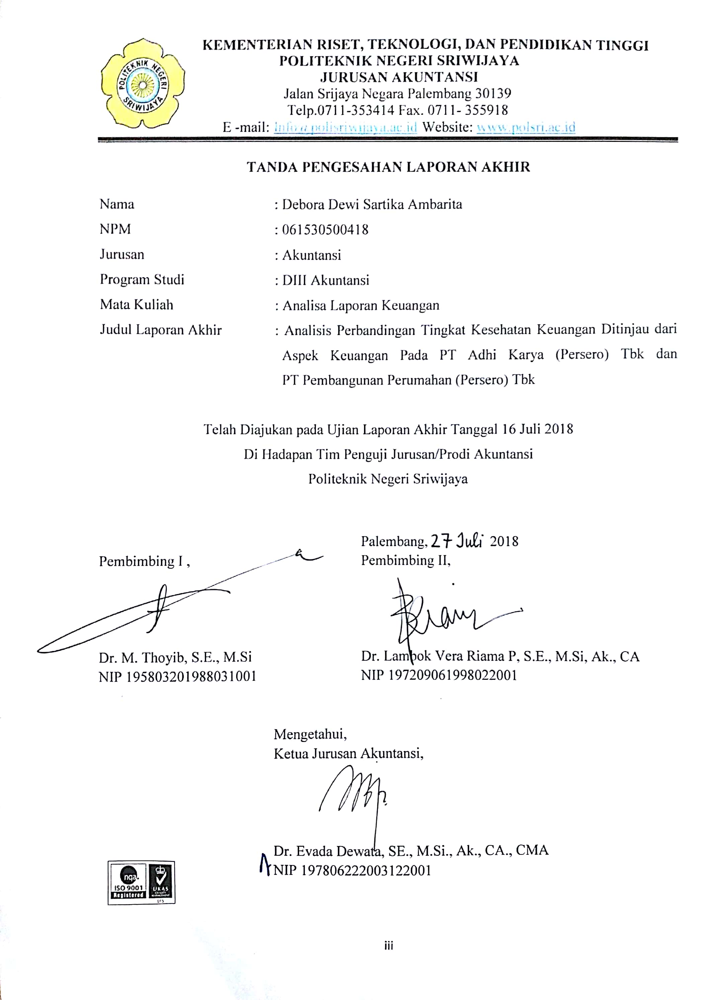 POLITEKNIK NEGERI
SRIWIJAYA
KEMENTERIAN RISET, TEKNOLOGI, DAN PENDIDIKAN TINGGI
POLITEKNIK NEGERI SRIWIJAYA
JURUSAN AKUNTANSI
Jalan Srijaya Negara Palembang 30139
Telp.0711-353414 Fax. 0711- 355918
E -mail: Info@polisriwijaya.ac.id Website: www.polsri.ac.id
TANDA PENGESAHAN LAPORAN AKHIR
Nama : Debora Dewi Sartika Ambarita
NPM : 061530500418
Jurusan : Akuntansi
Program Studi : DIII Akuntansi
Mata Kuliah : Analisa Laporan Keuangan
Judul Laporan Akhir : Analisis Perbandingan Tingkat Kesehatan Keuangan Ditinjau dari
Aspek Keuangan Pada PT Adhi Karya (Persero) Tbk dan
PT Pembangunan Perumahan (Persero) Tbk
Telah Diajukan pada Ujian Laporan Akhir Tanggal 16 Juli 2018
Di Hadapan Tim Penguji Jurusan/Prodi Akuntansi
Politeknik Negeri Sriwijaya
Palembang, 27 Juli 2018
Pembimbing I ,
Pembimbing II,
Dr. M. Thoyib, S.E., M.Si
NIP 195803201988031001
Dr. Lambok Vera Riama P, S.E., M.Si, Ak., CA
NIP 197209061998022001
Mengetahui,
Ketua Jurusan Akuntansi,
Dr. Evada Dewata, SE., M.Si., Ak., CA., CMA
NIP 197806222003122001
nqa.
ISO 9001
Registered
UKAS
QUALITY
MANAGEMENT
015
iii